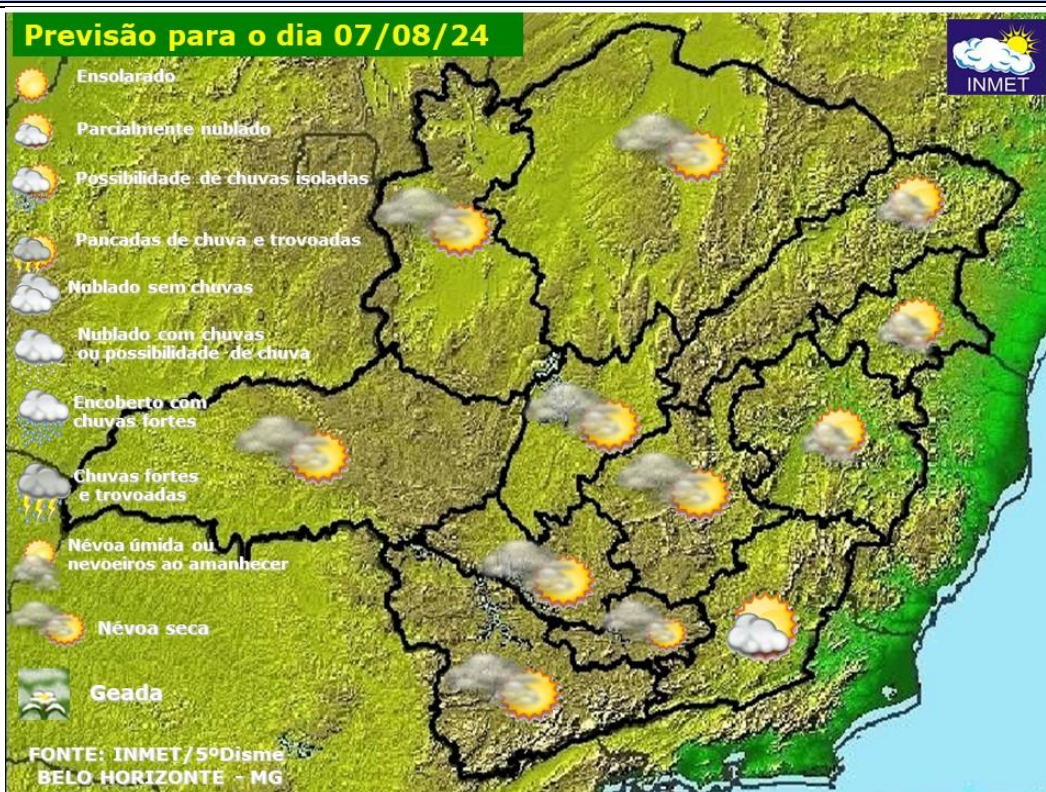 Previsão para o dia 07/08/24
INMET
Ensolarado
Parcialmente nublado
Possibilidade de chuvas isoladas
Pancadas de chuva e trovoadas
Nublado sem chuvas
Nublado com chuvas
ou possibilidade de chuva
Encoberto com
chuvas fortes
Chuvas fortes
e trovoadas
Névoa úmida ou
nevoeiros ao amanhecer
Névoa seca
Geada
FONTE: INMET/5ºDisme
BELO HORIZONTE - MG